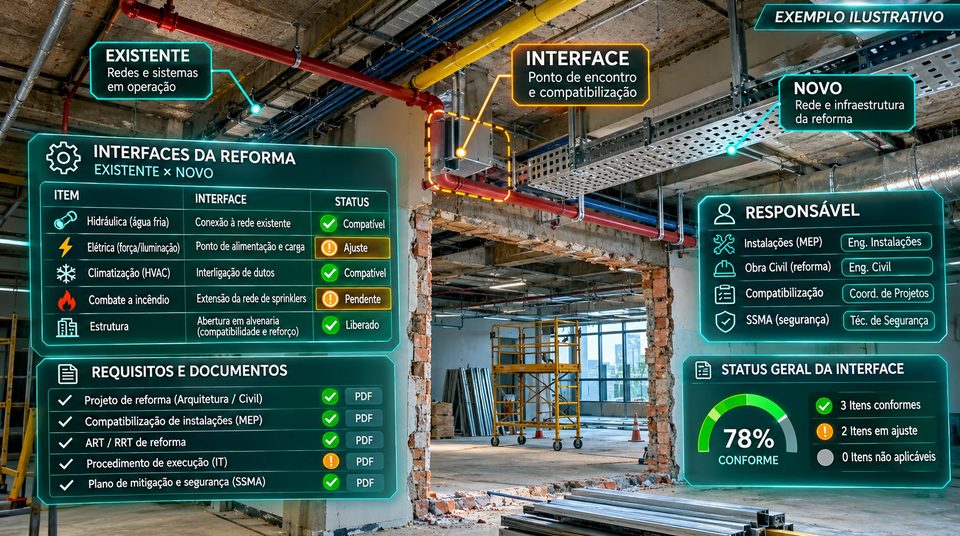 EXEMPLO ILUSTRATIVO
EXISTENTE
Redes e sistemas
em operação
INTERFACE
Ponto de encontro
e compatibilização
NOVO
Rede e infraestrutura
da reforma
INTERFACES DA REFORMA
EXISTENTE × NOVO
ITEM INTERFACE STATUS
Hidráulica (água fria) Conexão à rede existente Compatível
Elétrica (força/iluminação) Ponto de alimentação e carga Ajuste
Climatização (HVAC) Interligação de dutos Compatível
Combate a incêndio Extensão da rede de sprinklers Pendente
Estrutura Abertura em alvenaria
(compatibilidade e reforço) Liberado
REQUISITOS E DOCUMENTOS
Projeto de reforma (Arquitetura / Civil) PDF
Compatibilização de instalações (MEP) PDF
ART / RRT de reforma PDF
Procedimento de execução (IT) PDF
Plano de mitigação e segurança (SSMA) PDF
RESPONSÁVEL
Instalações (MEP) Eng. Instalações
Obra Civil (reforma) Eng. Civil
Compatibilização Coord. de Projetos
SSMA (segurança) Téc. de Segurança
STATUS GERAL DA INTERFACE
78%
CONFORME
3 Itens conformes
2 Itens em ajuste
0 Itens não aplicáveis